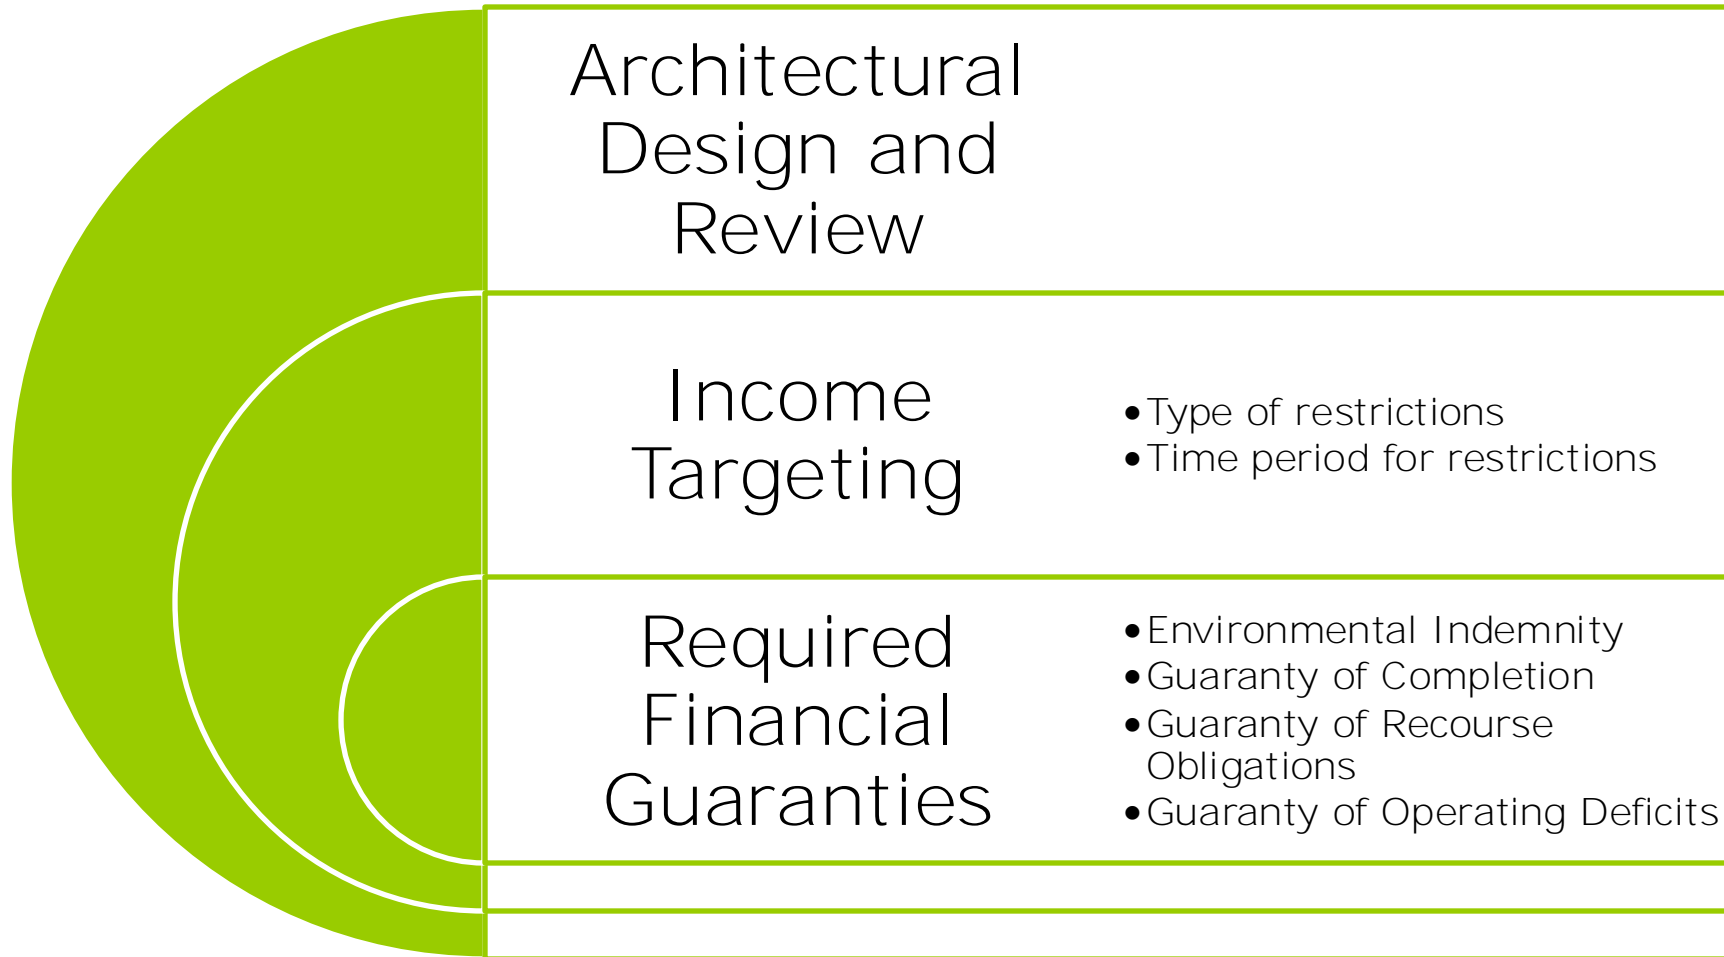 Architectural
Design and
Review
Income
Targeting
•Type of restrictions
•Time period for restrictions
Required
Financial
Guaranties
•Environmental Indemnity
•Guaranty of Completion
•Guaranty of Recourse
Obligations
•Guaranty of Operating Deficits